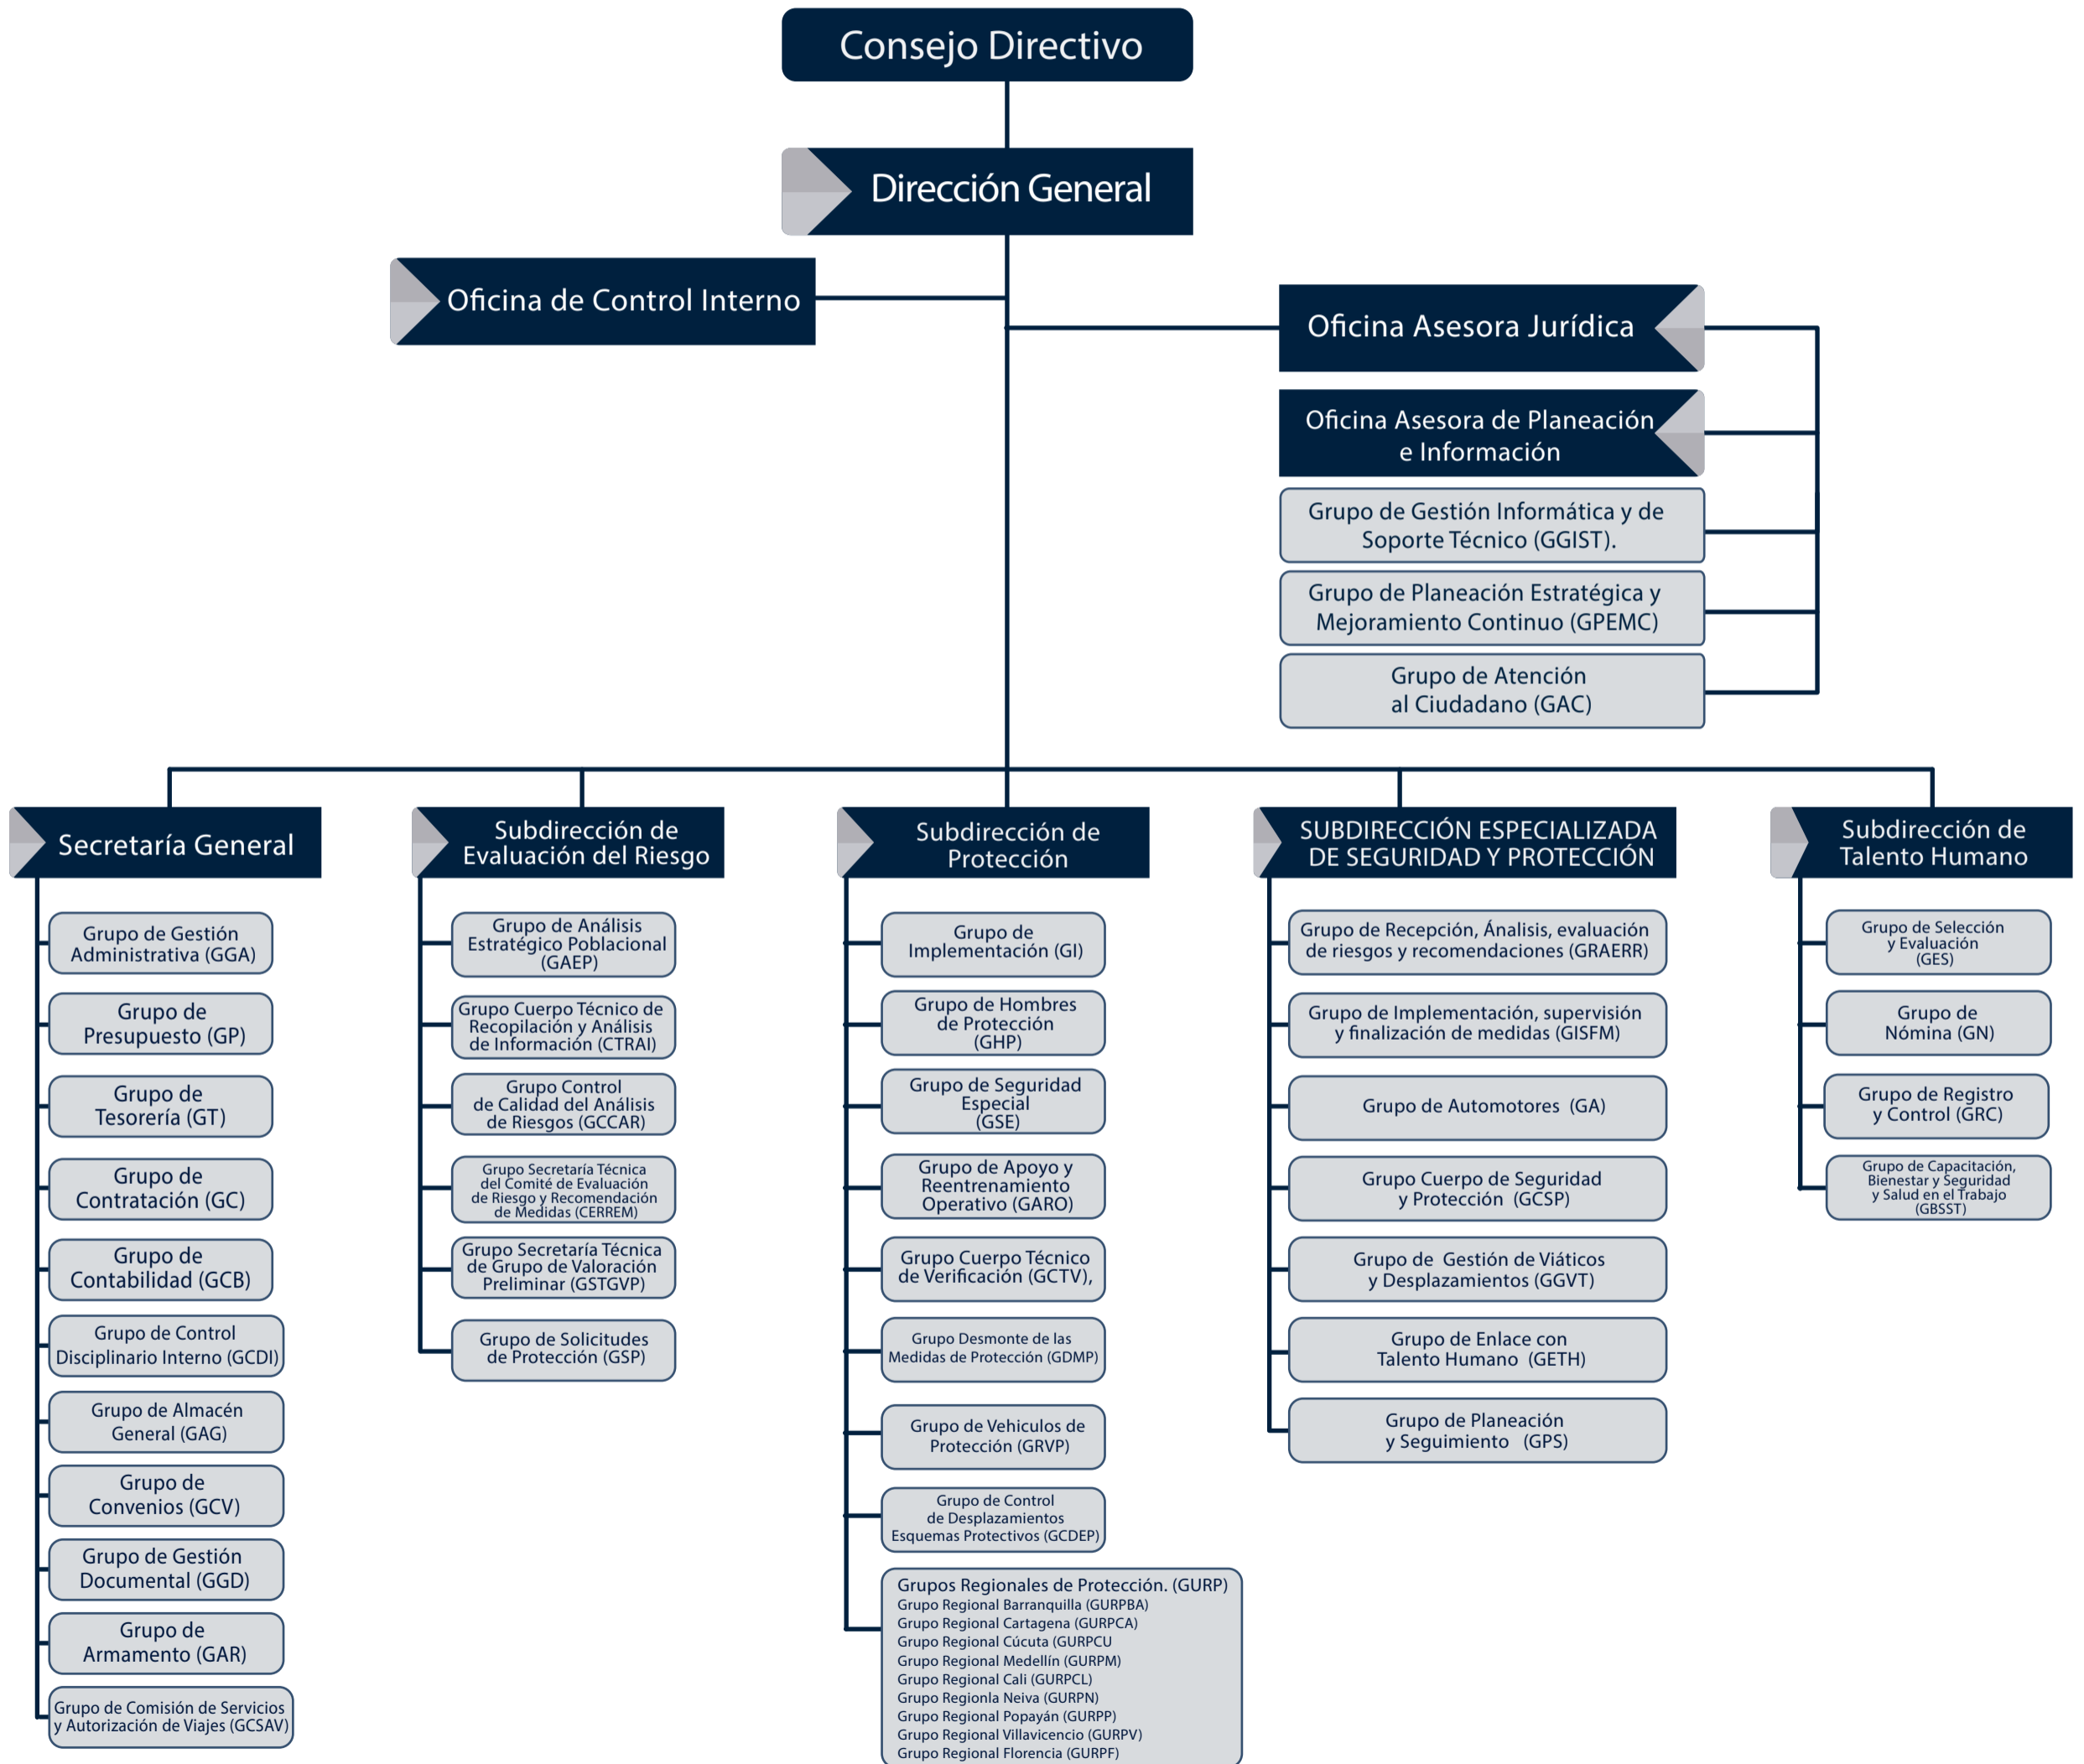 Consejo Directivo
Dirección General
Oficina de Control Interno
Oficina Asesora Jurídica
Oficina Asesora de Planeación
e Información
Grupo de Gestión Informática y de
Soporte Técnico (GGIST).
Grupo de Planeación Estratégica y
Mejoramiento Continuo (GPEMC)
Grupo de Atención
al Ciudadano (GAC)
Secretaría General
Grupo de Gestión
Administrativa (GGA)
Grupo de
Presupuesto (GP)
Grupo de
Tesorería (GT)
Grupo de
Contratación (GC)
Grupo de
Contabilidad (GCB)
Grupo de Control
Disciplinario Interno (GCDI)
Grupo de Almacén
General (GAG)
Grupo de
Convenios (GCV)
Grupo de Gestión
Documental (GGD)
Grupo de
Armamento (GAR)
Grupo de Comisión de Servicios
y Autorización de Viajes (GCSAV)
Subdirección de
Evaluación del Riesgo
Grupo de Análisis
Estratégico Poblacional
(GAEP)
Grupo Cuerpo Técnico de
Recopilación y Análisis
de Información (CTRAI)
Grupo Control
de Calidad del Análisis
de Riesgos (GCCAR)
Grupo Secretaría Técnica
del Comité de Evaluación
de Riesgo y Recomendación
de Medidas (CERREM)
Grupo Secretaría Técnica
de Grupo de Valoración
Preliminar (GSTGVP)
Grupo de Solicitudes
de Protección (GSP)
Subdirección de
Protección
Grupo de
Implementación (GI)
Grupo de Hombres
de Protección
(GHP)
Grupo de Seguridad
Especial
(GSE)
Grupo de Apoyo y
Reentrenamiento
Operativo (GARO)
Grupo Cuerpo Técnico
de Verificación (GCTV),
Grupo Desmonte de las
Medidas de Protección (GDMP)
Grupo de Vehiculos de
Protección (GRVP)
Grupo de Control
de Desplazamientos
Esquemas Protectivos (GCDEP)
Grupos Regionales de Protección. (GURP)
Grupo Regional Barranquilla (GURPBA)
Grupo Regional Cartagena (GURPCA)
Grupo Regional Cúcuta (GURPCU
Grupo Regional Medellín (GURPM)
Grupo Regional Cali (GURPCL)
Grupo Regionla Neiva (GURPN)
Grupo Regional Popayán (GURPP)
Grupo Regional Villavicencio (GURPV)
Grupo Regional Florencia (GURPF)
SUBDIRECCIÓN ESPECIALIZADA
DE SEGURIDAD Y PROTECCIÓN
Grupo de Recepción, Ánalisis, evaluación
de riesgos y recomendaciones (GRAERR)
Grupo de Implementación, supervisión
y finalización de medidas (GISFM)
Grupo de Automotores (GA)
Grupo Cuerpo de Seguridad
y Protección (GCSP)
Grupo de Gestión de Viáticos
y Desplazamientos (GGVT)
Grupo de Enlace con
Talento Humano (GETH)
Grupo de Planeación
y Seguimiento (GPS)
Subdirección de
Talento Humano
Grupo de Selección
y Evaluación
(GES)
Grupo de
Nómina (GN)
Grupo de Registro
y Control (GRC)
Grupo de Capacitación,
Bienestar y Seguridad
y Salud en el Trabajo
(GBSST)